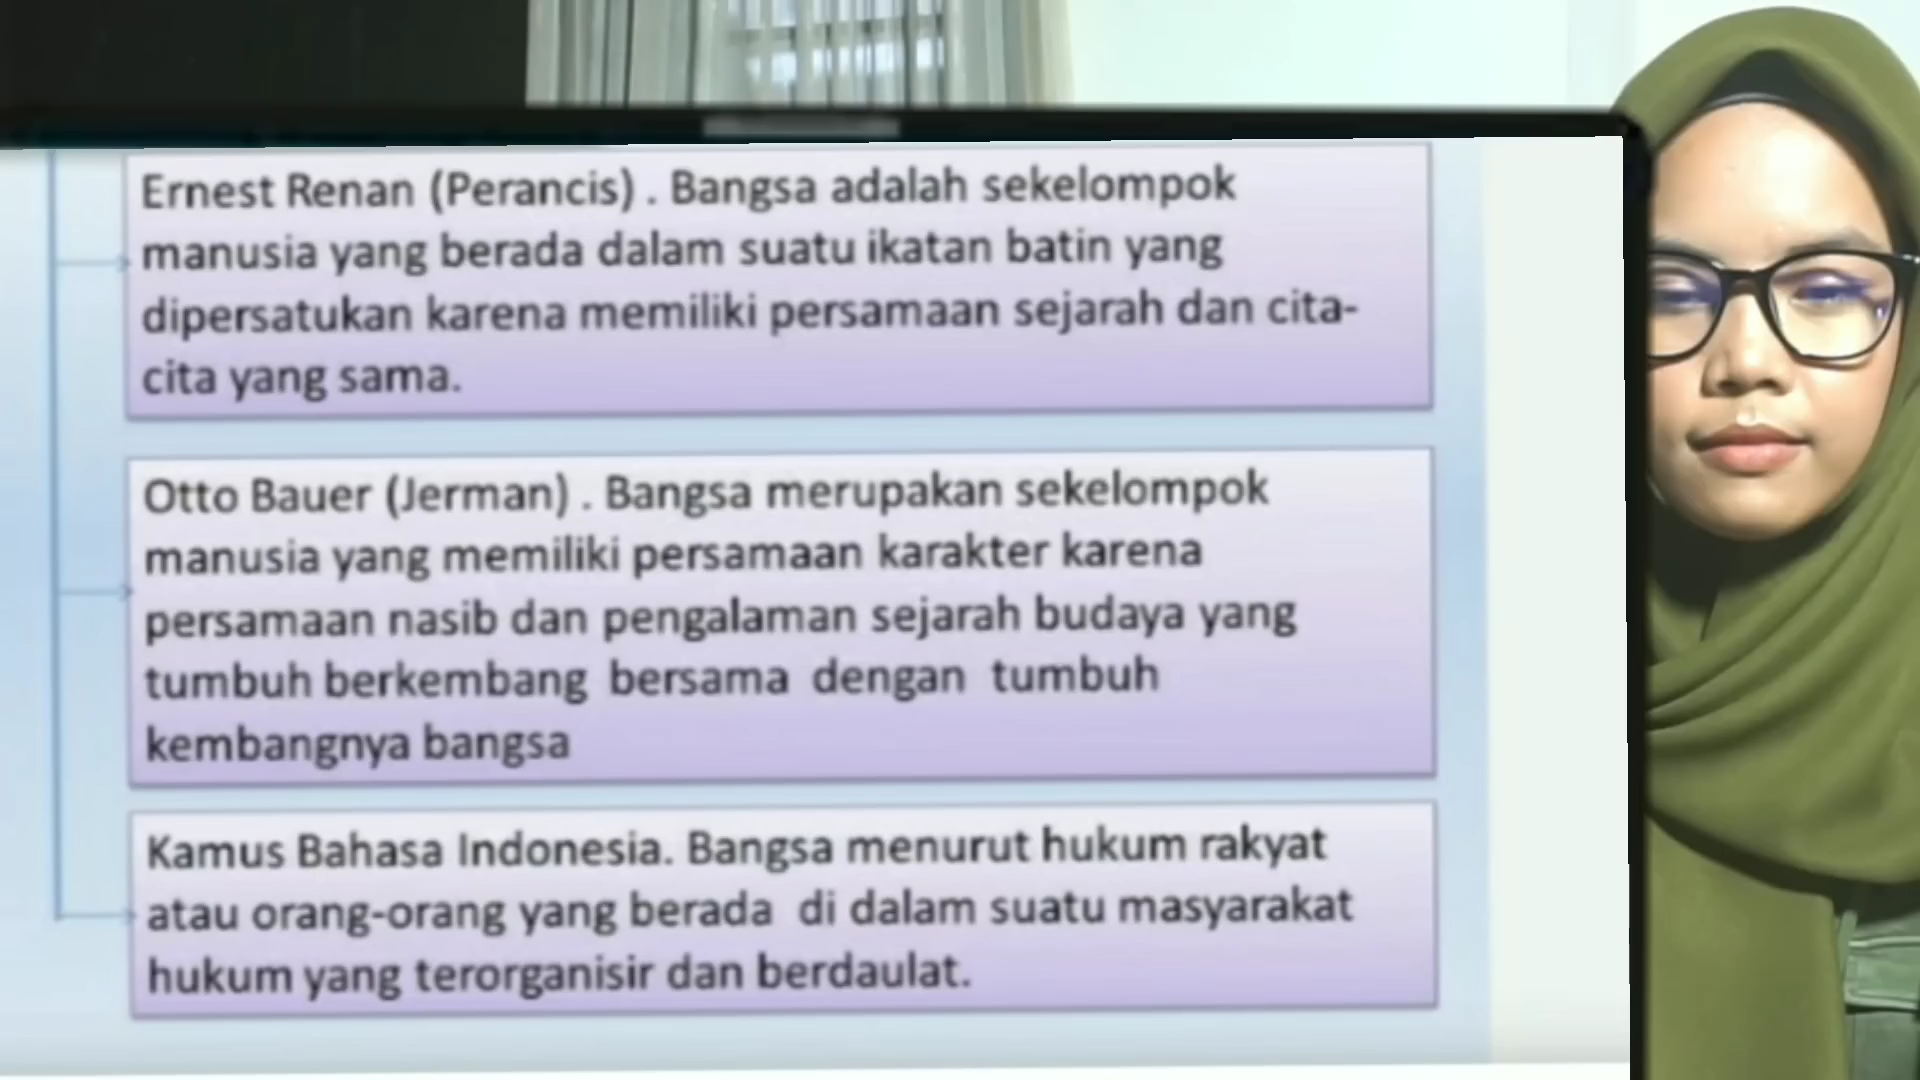 Ernest Renan (Perancis) . Bangsa adalah sekelompok
manusia yang berada dalam suatu ikatan batin yang
dipersatukan karena memiliki persamaan sejarah dan cita-
cita yang sama.
Otto Bauer (Jerman) . Bangsa merupakan sekelompok
manusia yang memiliki persamaan karakter karena
persamaan nasib dan pengalaman sejarah budaya yang
tumbuh berkembang bersama dengan tumbuh
kembangnya bangsa
Kamus Bahasa Indonesia. Bangsa menurut hukum rakyat
atau orang-orang yang berada di dalam suatu masyarakat
hukum yang terorganisir dan berdaulat.